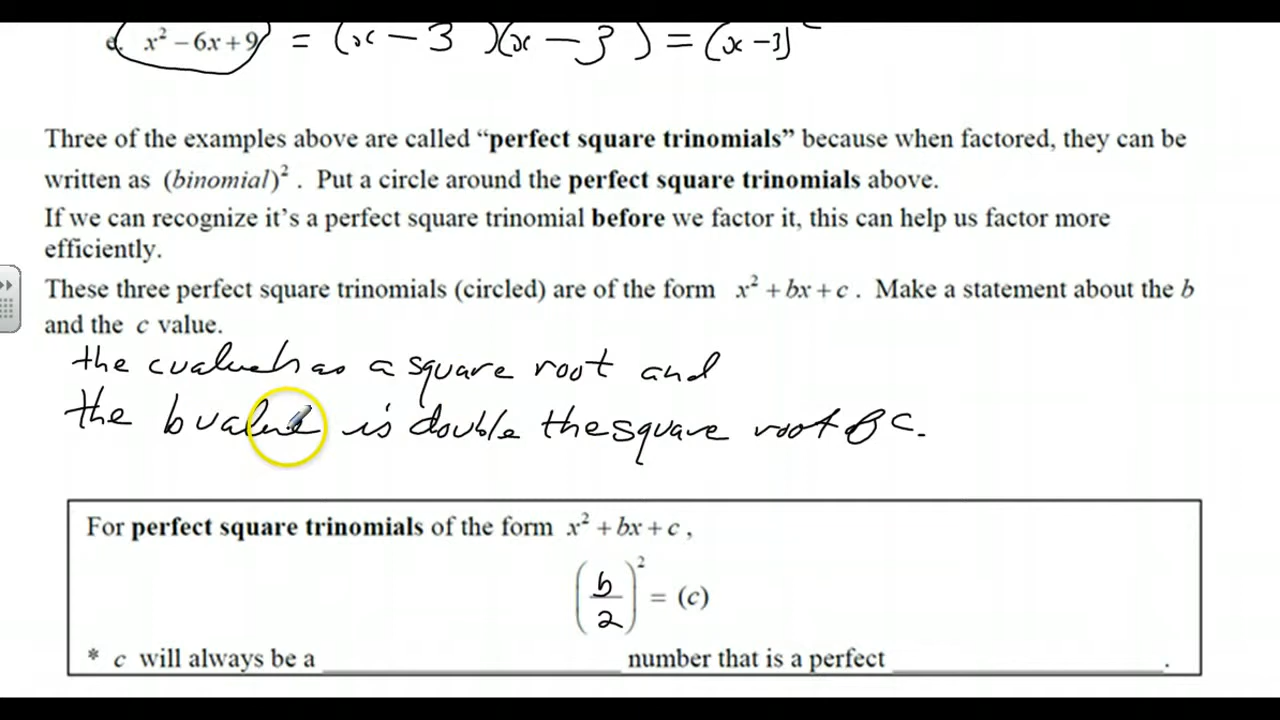 e. x² − 6x + 9 = (x − 3)(x − 3) = (x − 3)²
Three of the examples above are called “perfect square trinomials” because when factored, they can be
written as (binomial)². Put a circle around the perfect square trinomials above.
If we can recognize it’s a perfect square trinomial before we factor it, this can help us factor more
efficiently.
These three perfect square trinomials (circled) are of the form x² + bx + c. Make a statement about the b
and the c value.
the c value has a square root and
the b value is double the square root of c.
For perfect square trinomials of the form x² + bx + c,
(b/2)² = (c)
* c will always be a ____________________ number that is a perfect ____________________.